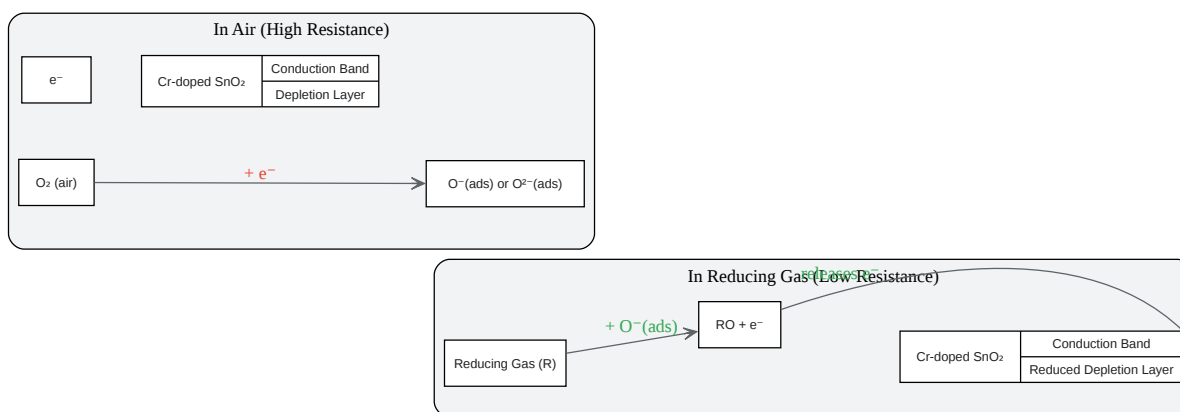 In Air (High Resistance)
e⁻
Cr-doped SnO₂
Conduction Band
Depletion Layer
O₂ (air)
+ e⁻
O⁻(ads) or O²⁻(ads)
releases e⁻
In Reducing Gas (Low Resistance)
+ O⁻(ads)
RO + e⁻
Reducing Gas (R)
Cr-doped SnO₂
Conduction Band
Reduced Depletion Layer